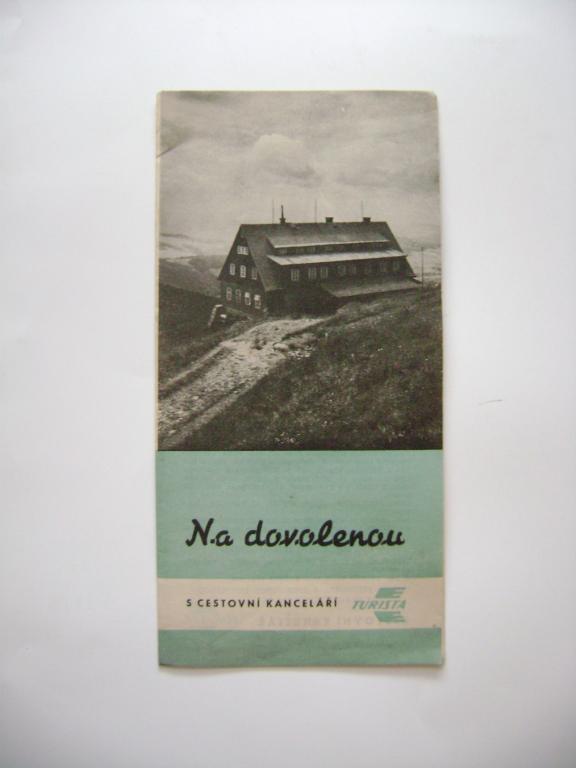 Na dovolenou
S CESTOVNÍ KANCELÁŘÍ TURISTA